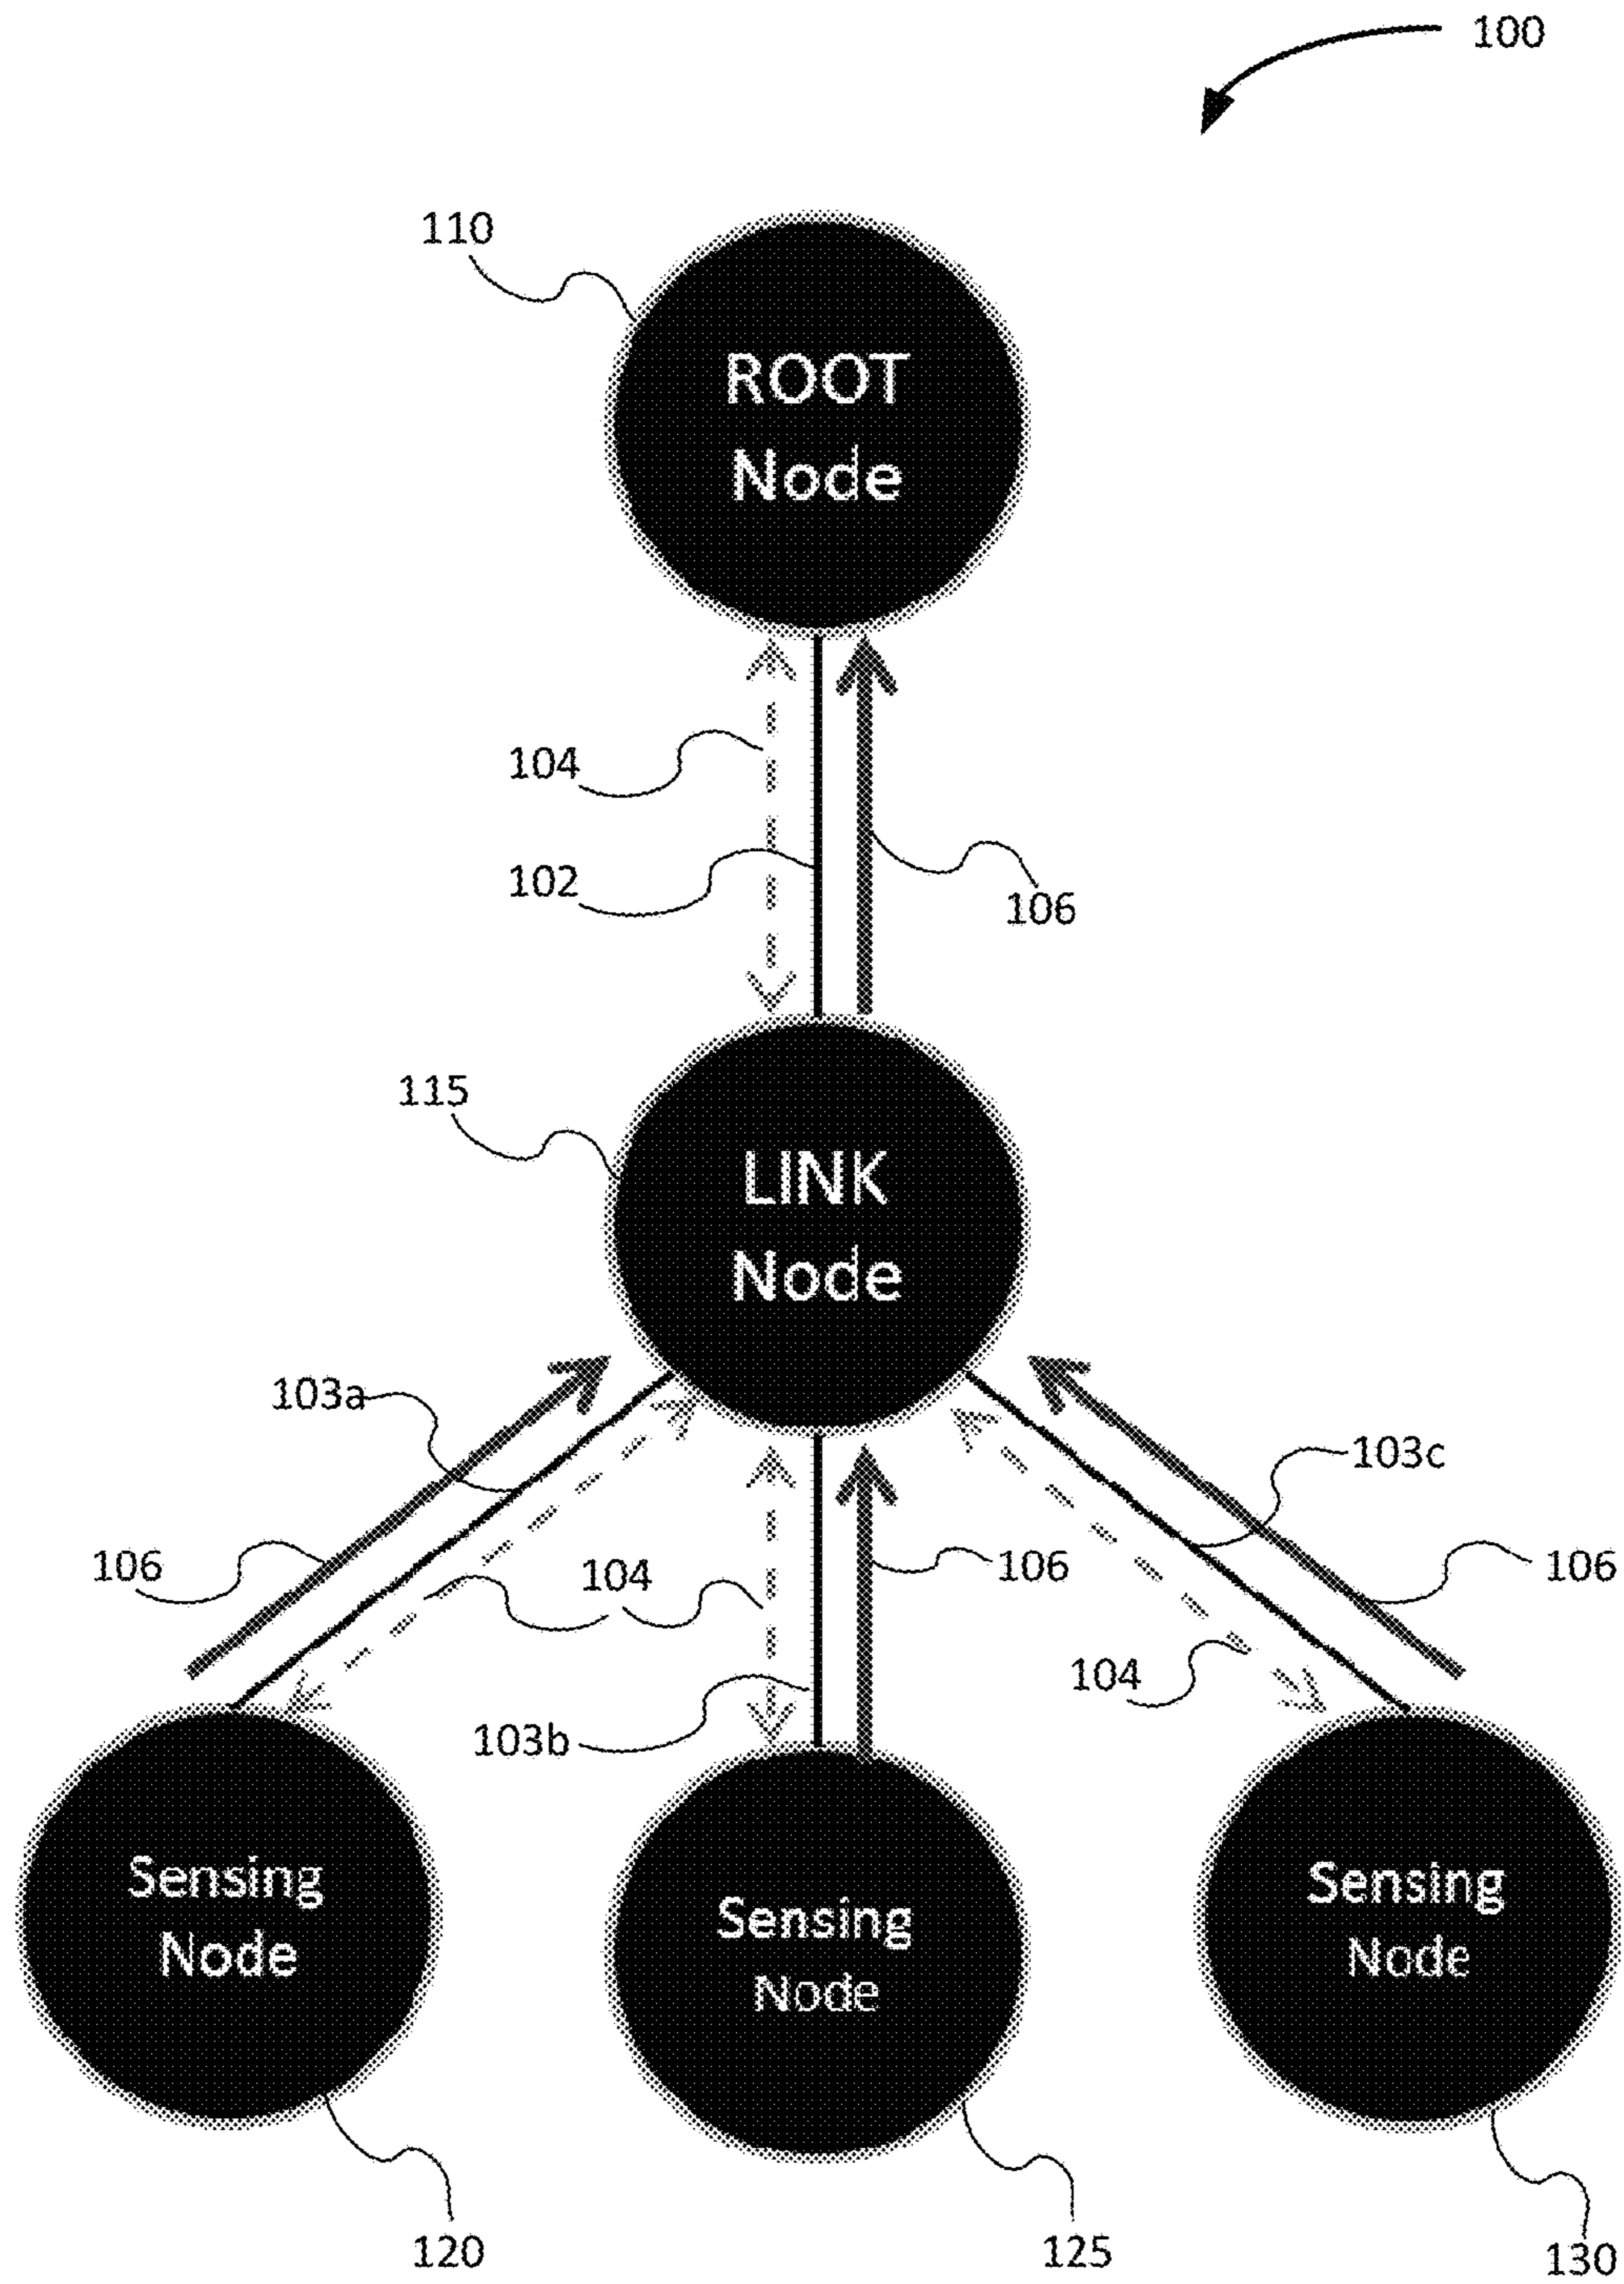 100
110
ROOT
Node
104
102
106
115
LINK
Node
103a
103c
106
104
106
106
104
103b
Sensing
Node
Sensing
Node
Sensing
Node
120
125
130